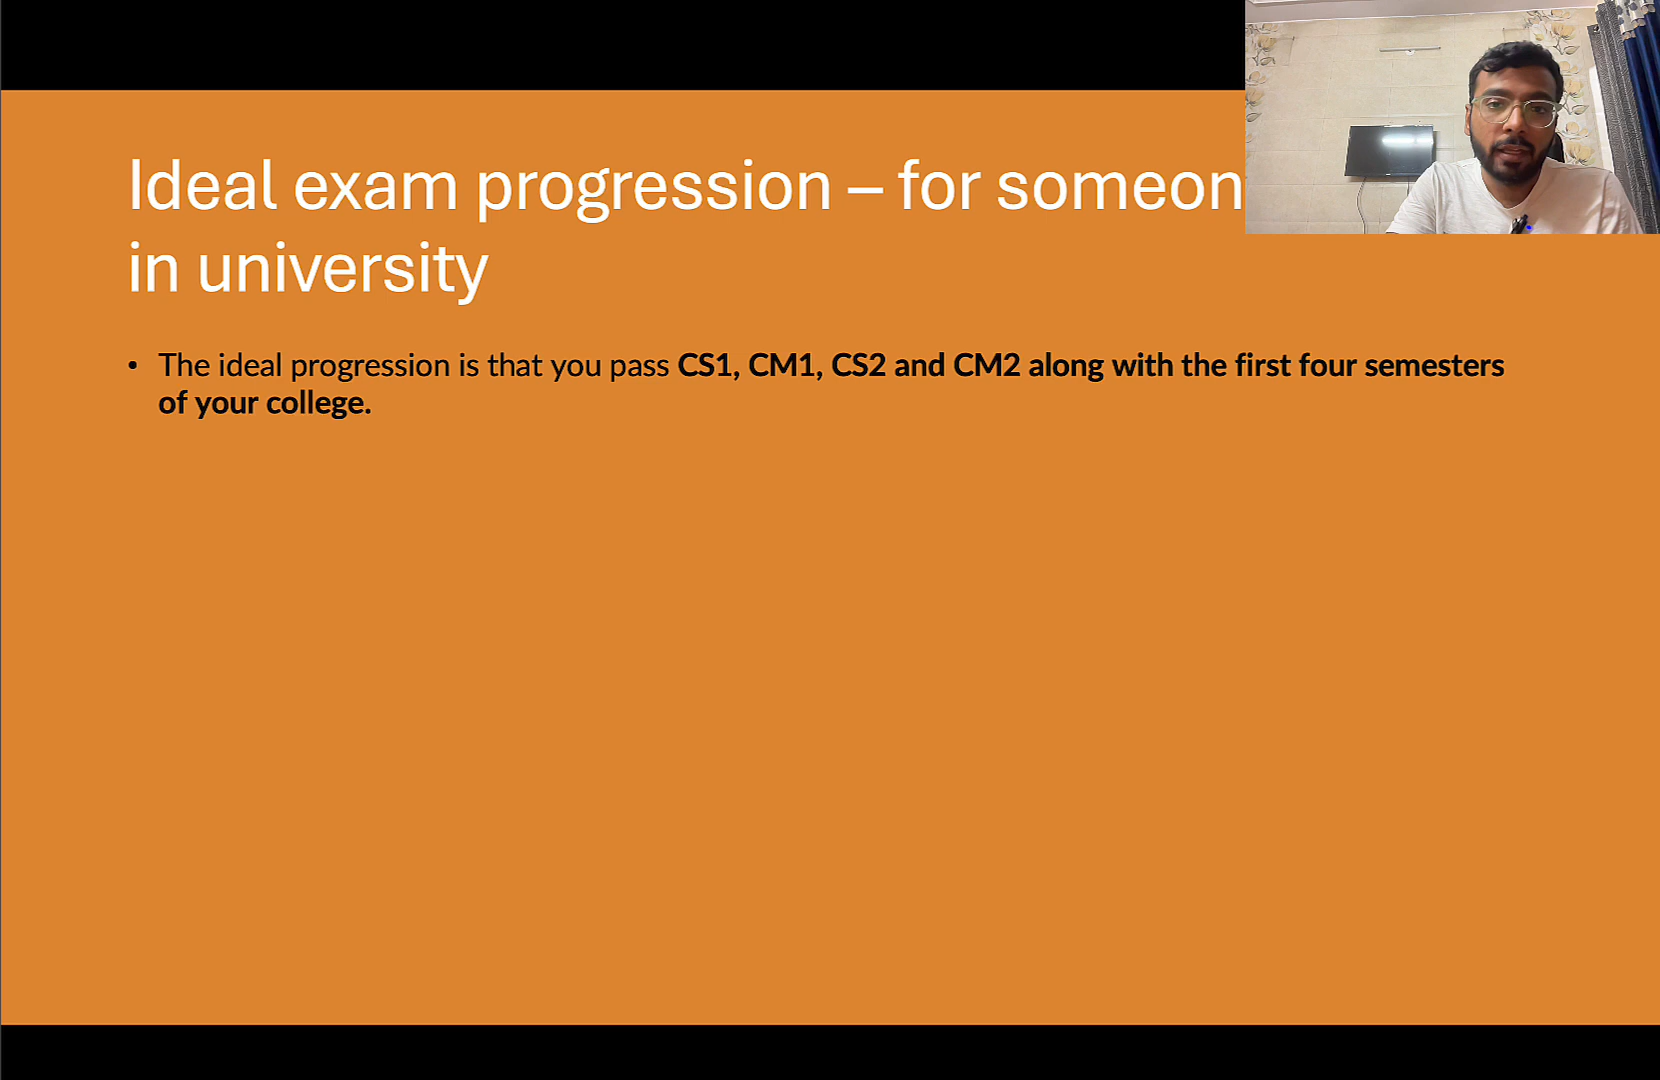 Ideal exam progression – for someon
in university
• The ideal progression is that you pass CS1, CM1, CS2 and CM2 along with the first four semesters
of your college.